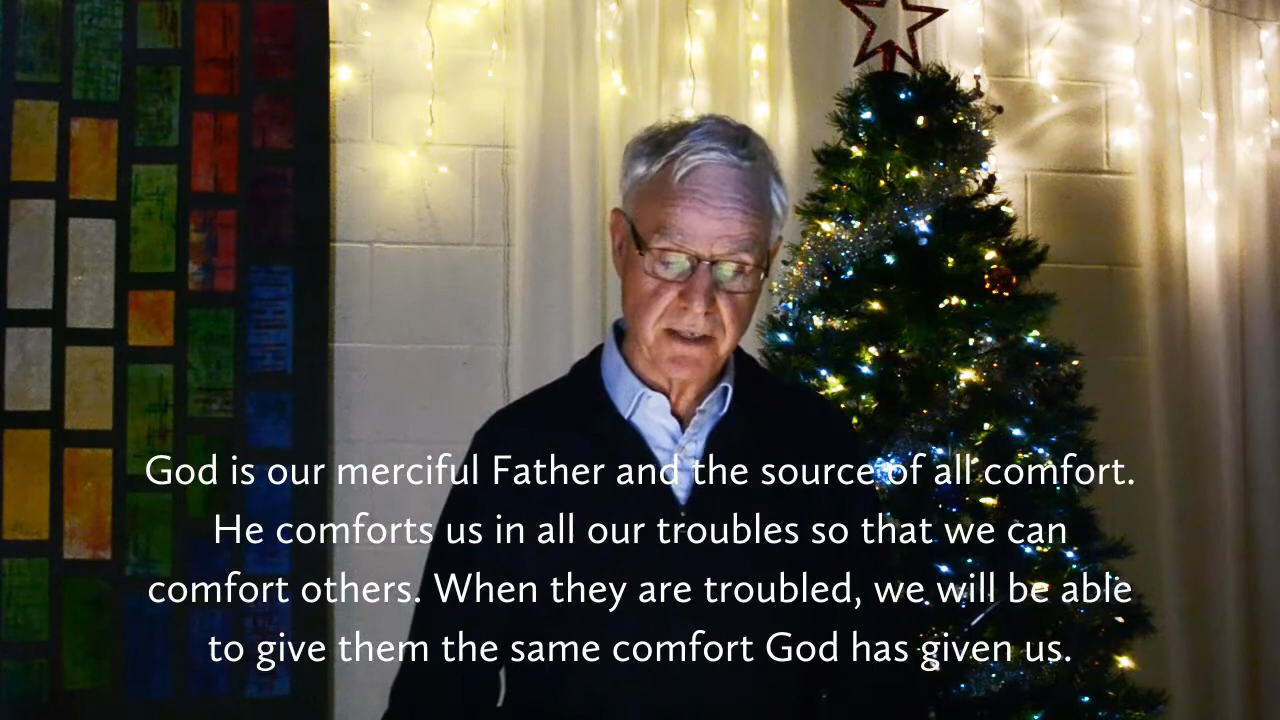 God is our merciful Father and the source of all comfort.
He comforts us in all our troubles so that we can
comfort others. When they are troubled, we will be able
to give them the same comfort God has given us.